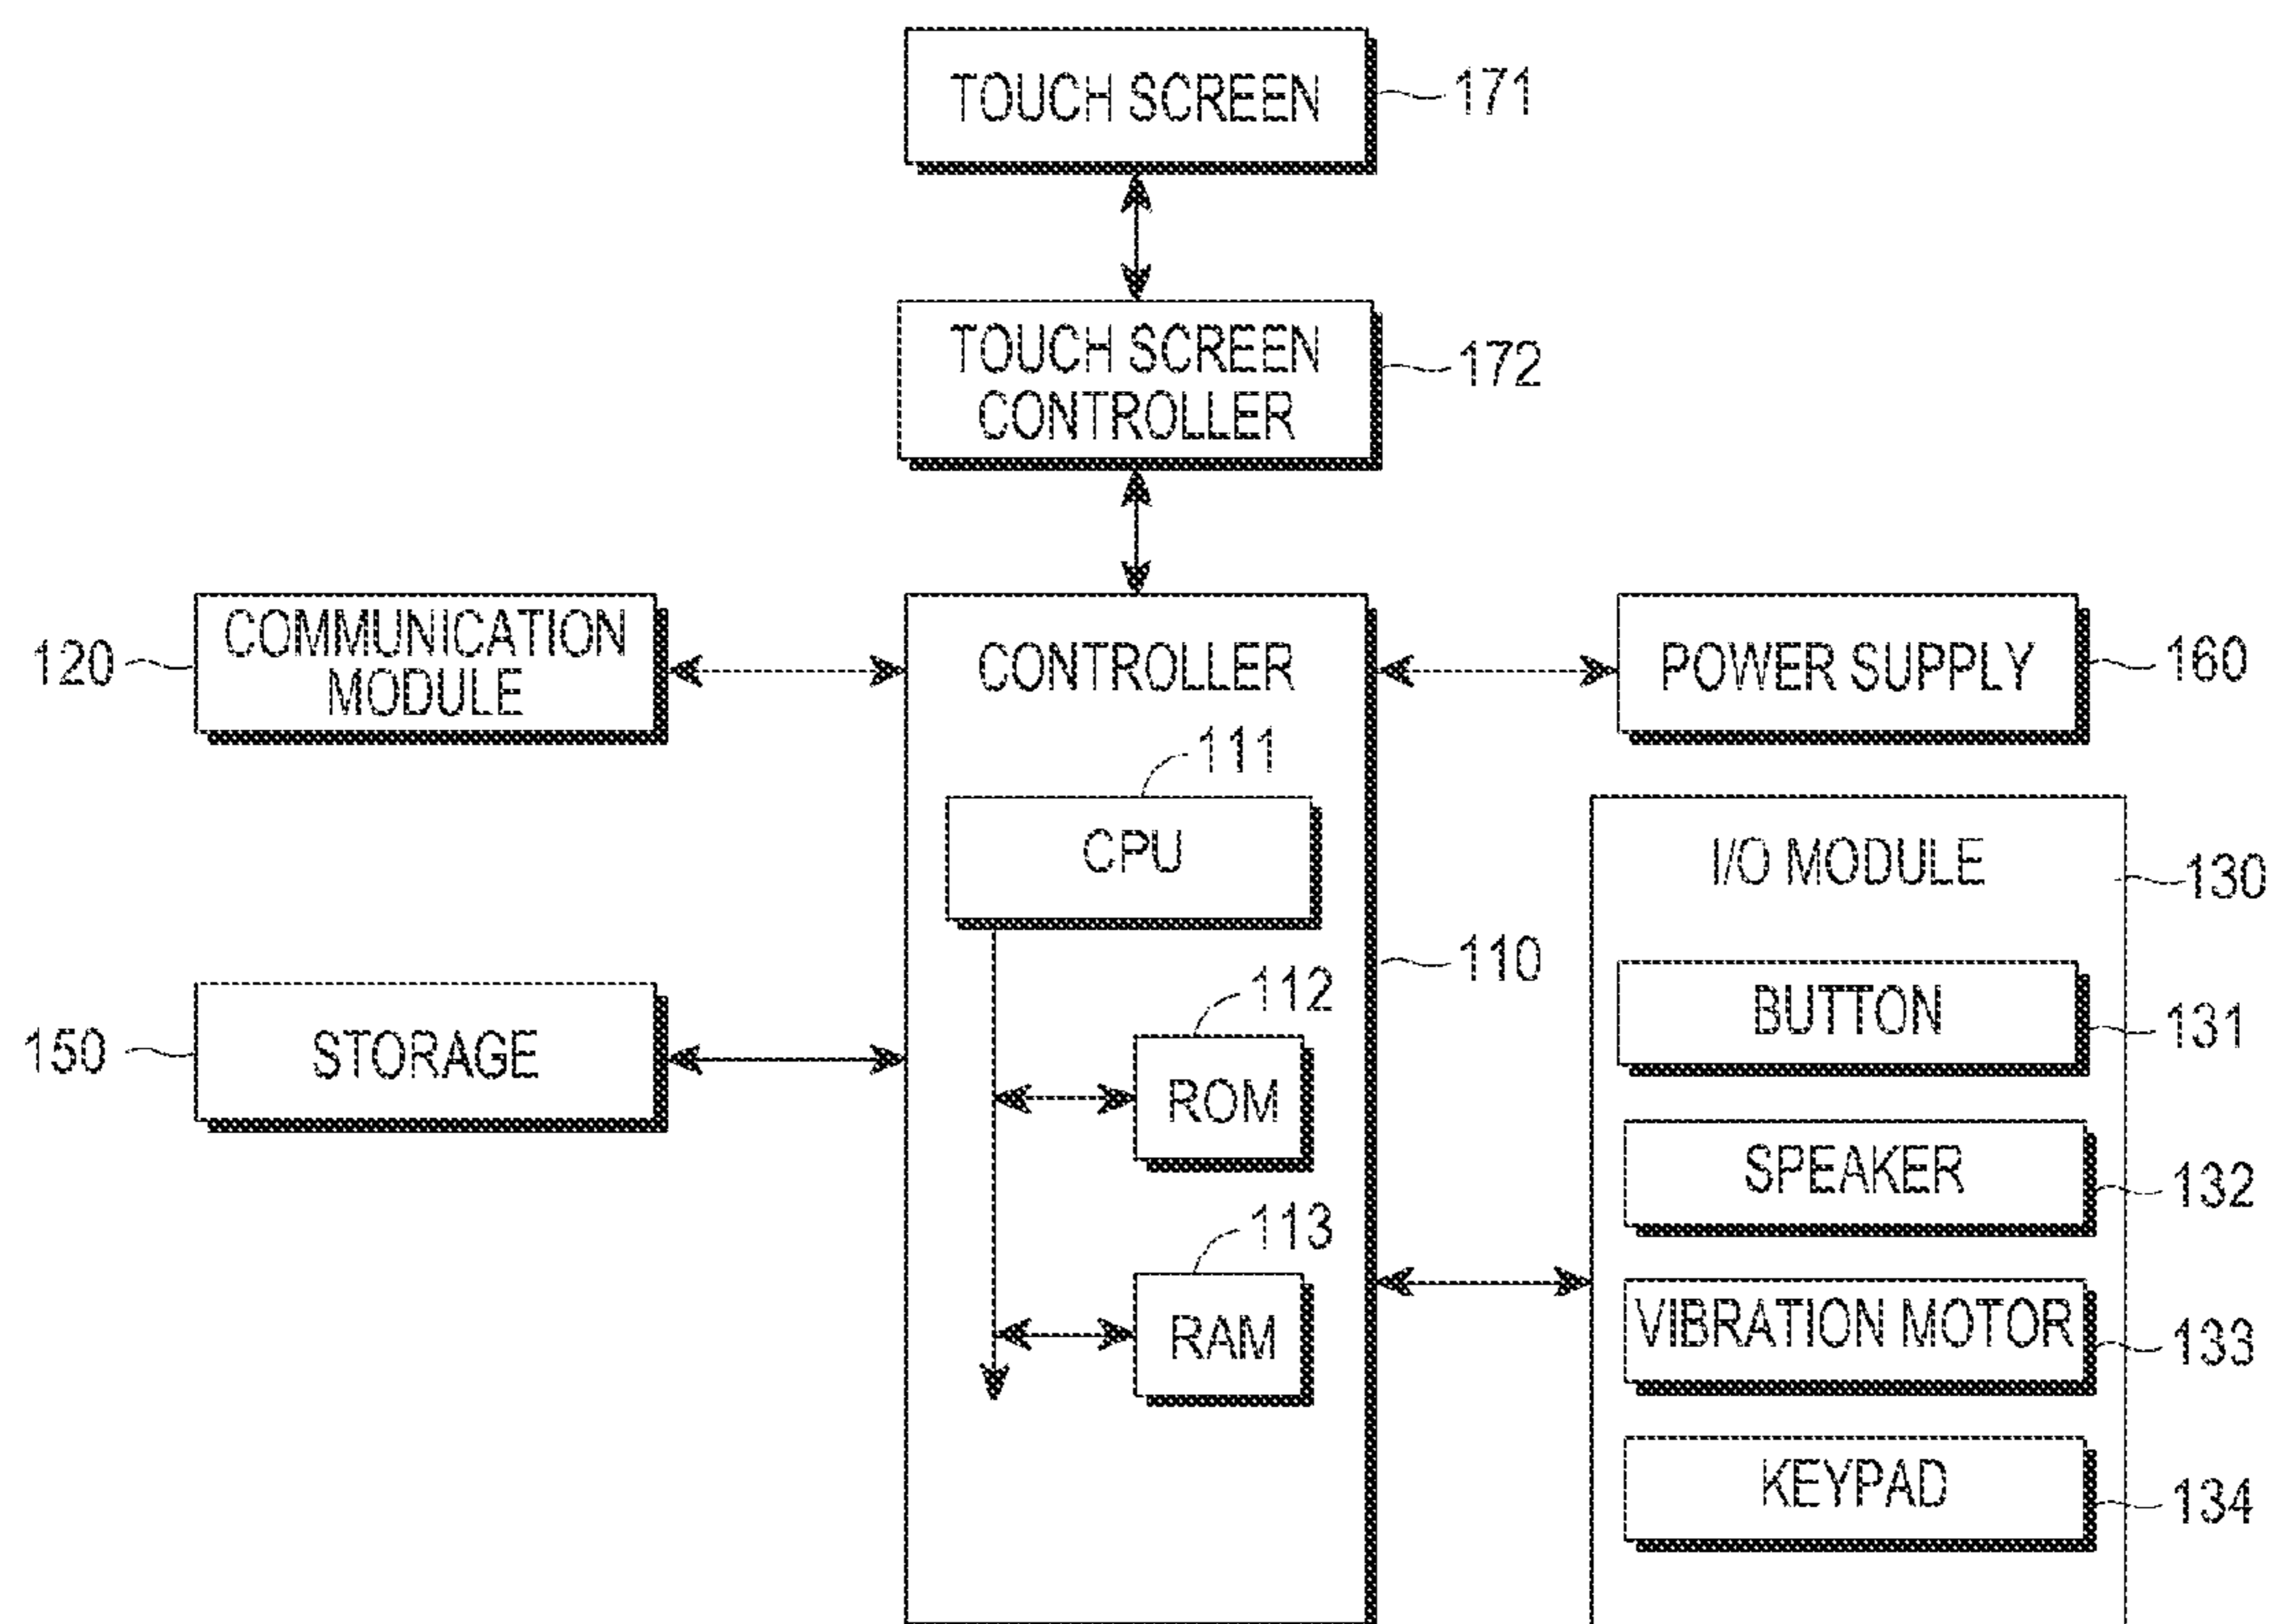 TOUCH SCREEN
171
TOUCH SCREEN
CONTROLLER
172
120
COMMUNICATION
MODULE
CONTROLLER
POWER SUPPLY
160
111
CPU
I/O MODULE
130
110
150
STORAGE
112
ROM
BUTTON
131
SPEAKER
132
113
RAM
VIBRATION MOTOR
133
KEYPAD
134